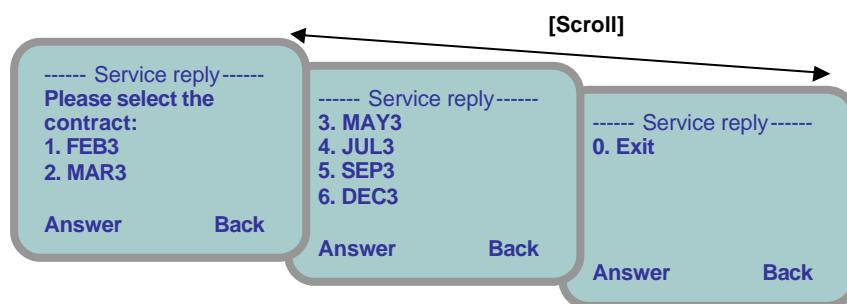 [Scroll]
------ Service reply------
Please select the
contract:
1. FEB3
2. MAR3
Answer Back
------ Service reply------
3. MAY3
4. JUL3
5. SEP3
6. DEC3
Answer Back
------ Service reply------
0. Exit
Answer Back